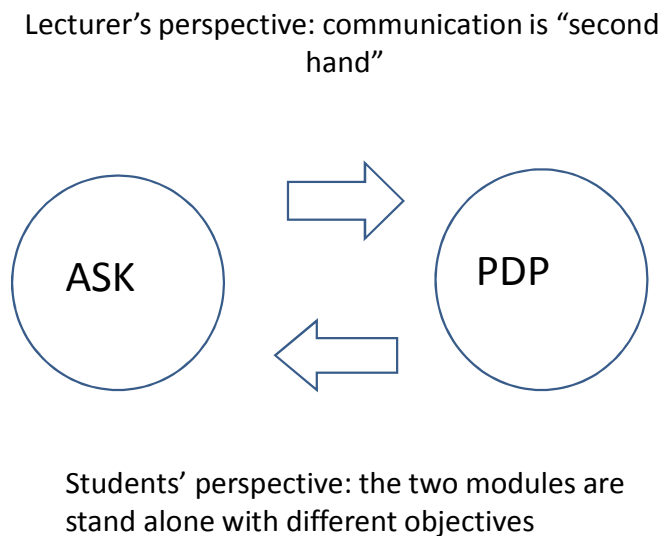 Lecturer’s perspective: communication is “second
hand”
ASK
PDP
Students’ perspective: the two modules are
stand alone with different objectives